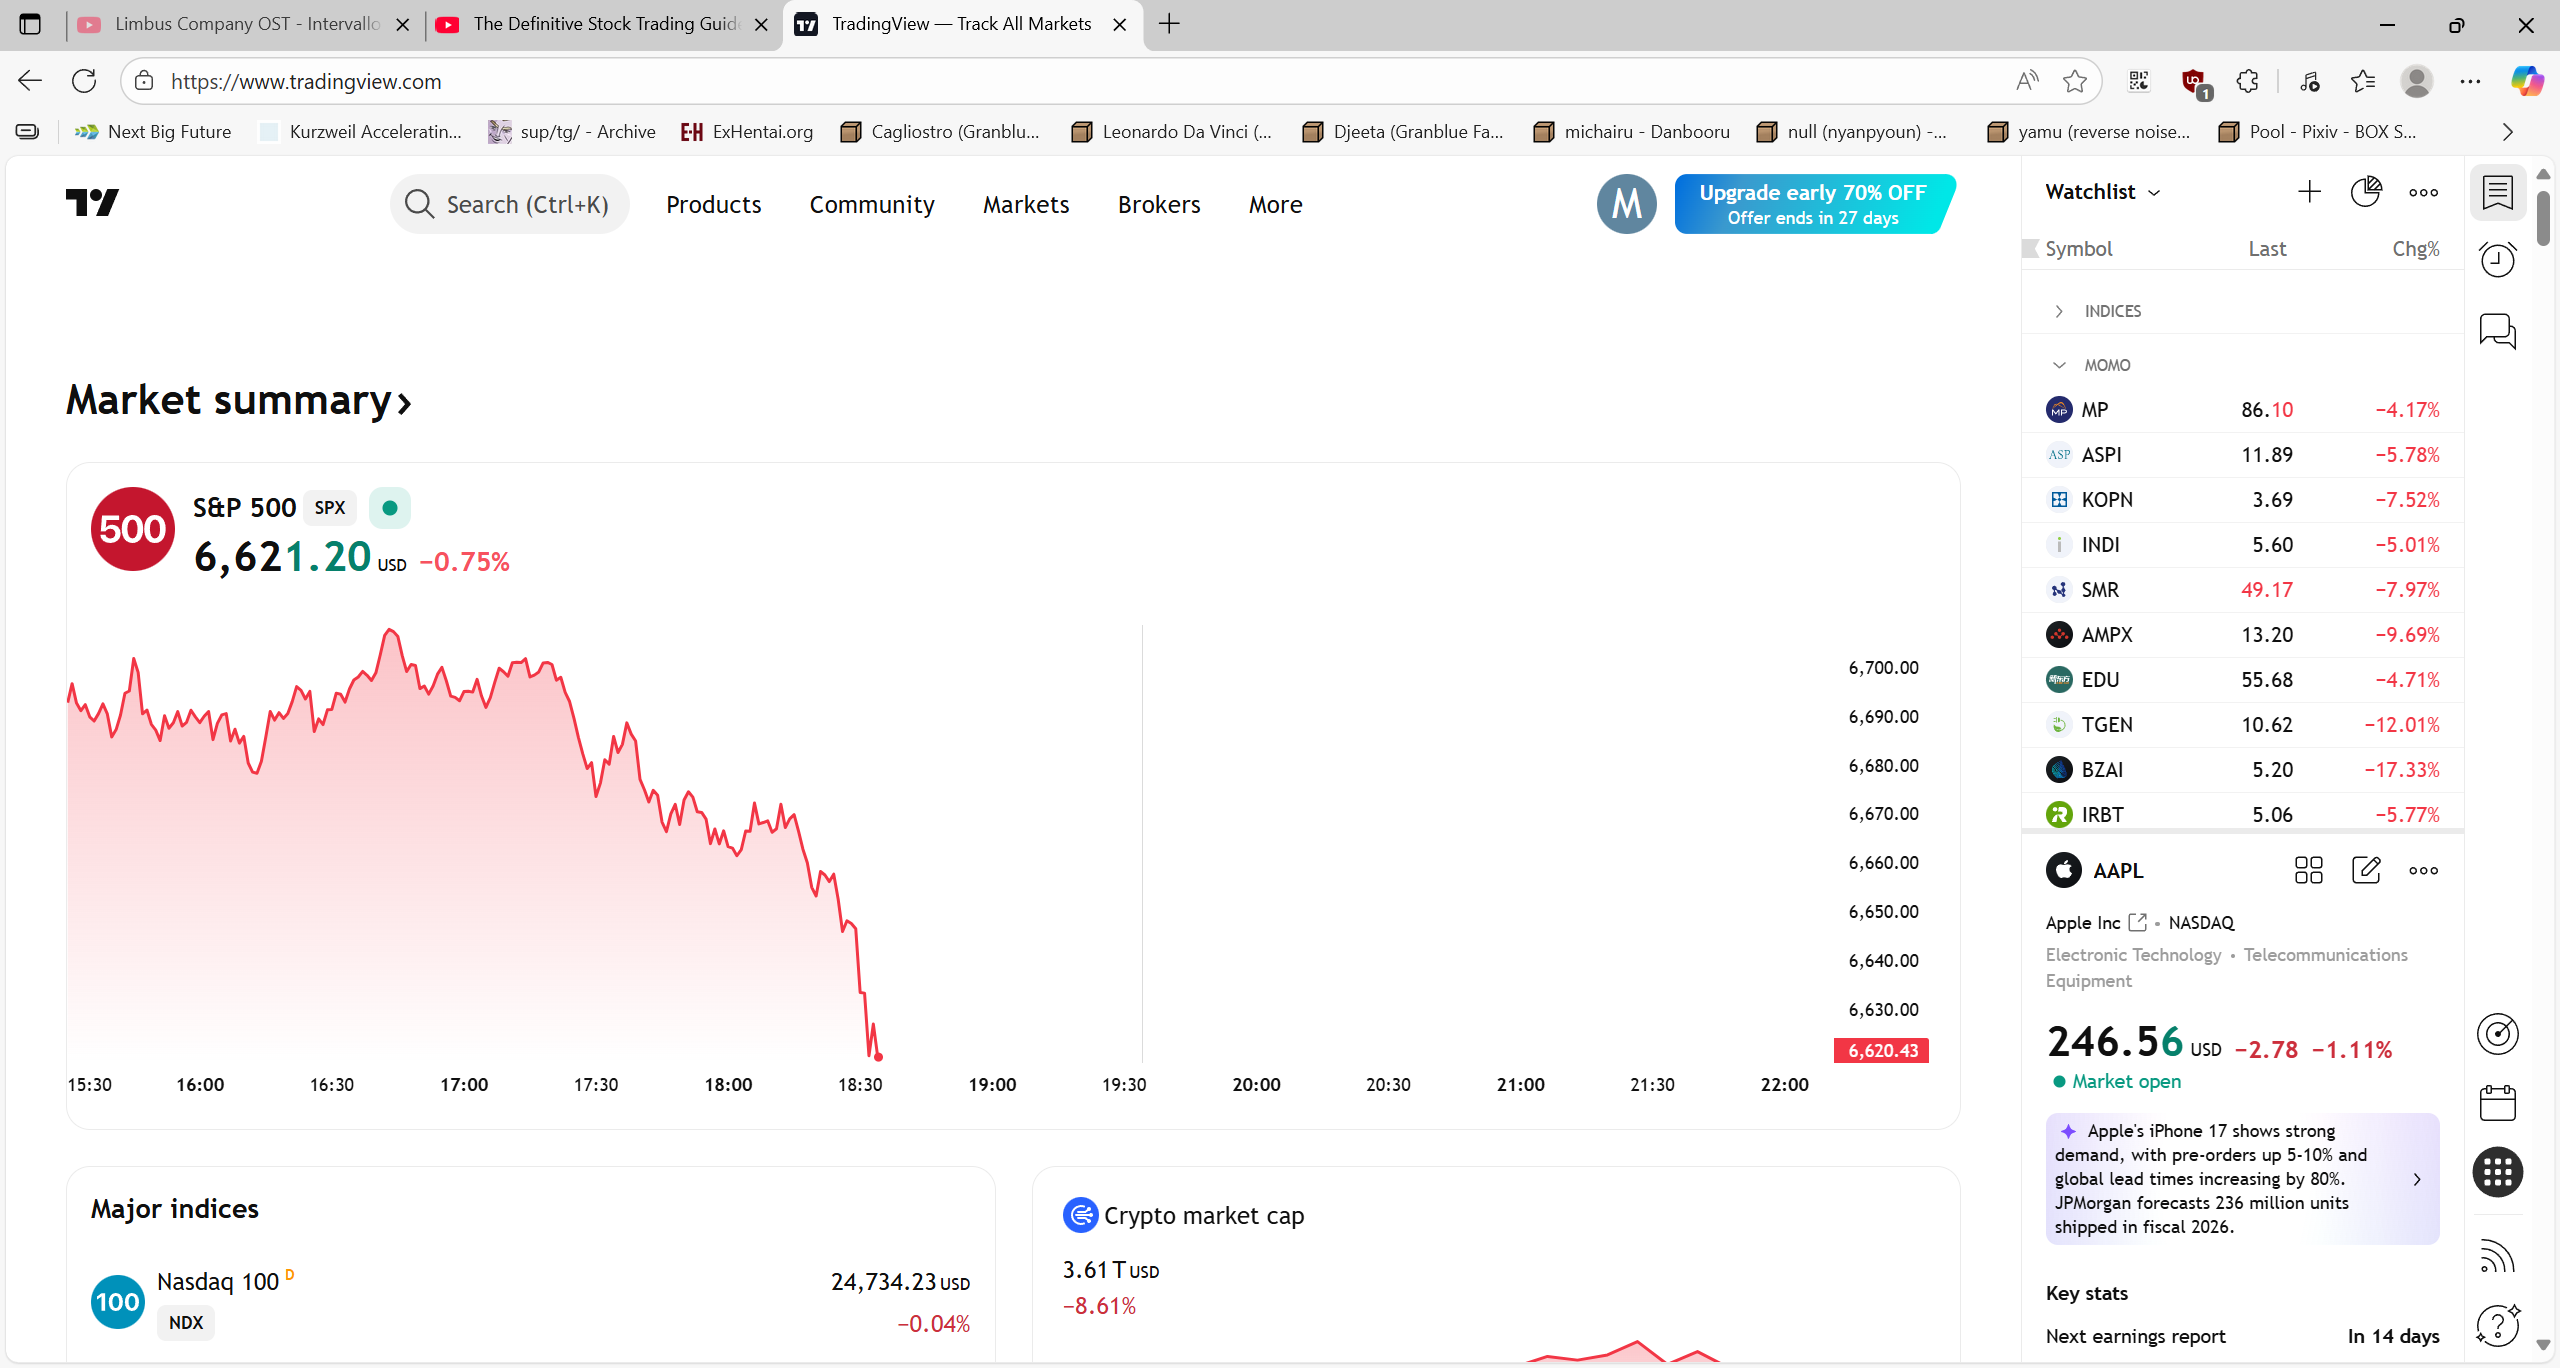 Limbus Company OST - Intervallo
The Definitive Stock Trading Guide
TradingView — Track All Markets
https://www.tradingview.com
1
Next Big Future
Kurzweil Acceleratin...
sup/tg/ - Archive
E-H ExHentai.org
Cagliostro (Granblu...
Leonardo Da Vinci (...
Djeeta (Granblue Fa...
michairu - Danbooru
null (nyanpyoun) -...
yamu (reverse noise...
Pool - Pixiv - BOX S...
Search (Ctrl+K)
Products
Community
Markets
Brokers
More
M
Upgrade early 70% OFF
Offer ends in 27 days
Market summary
500
S&P 500 SPX
6,621.20 USD −0.75%
6,700.00
6,690.00
6,680.00
6,670.00
6,660.00
6,650.00
6,640.00
6,630.00
6,620.43
15:30 16:00 16:30 17:00 17:30 18:00 18:30 19:00 19:30 20:00 20:30 21:00 21:30 22:00
Major indices
100
Nasdaq 100 D
NDX
24,734.23 USD
−0.04%
Crypto market cap
3.61 T USD
−8.61%
Watchlist
Symbol Last Chg%
INDICES
MOMO
MP MP 86.10 −4.17%
ASP ASPI 11.89 −5.78%
KOPN 3.69 −7.52%
INDI 5.60 −5.01%
SMR 49.17 −7.97%
AMPX 13.20 −9.69%
EDU 55.68 −4.71%
TGEN 10.62 −12.01%
BZAI 5.20 −17.33%
IRBT 5.06 −5.77%
AAPL
Apple Inc • NASDAQ
Electronic Technology • Telecommunications
Equipment
246.56 USD −2.78 −1.11%
Market open
Apple's iPhone 17 shows strong
demand, with pre-orders up 5-10% and
global lead times increasing by 80%.
JPMorgan forecasts 236 million units
shipped in fiscal 2026.
Key stats
Next earnings report In 14 days